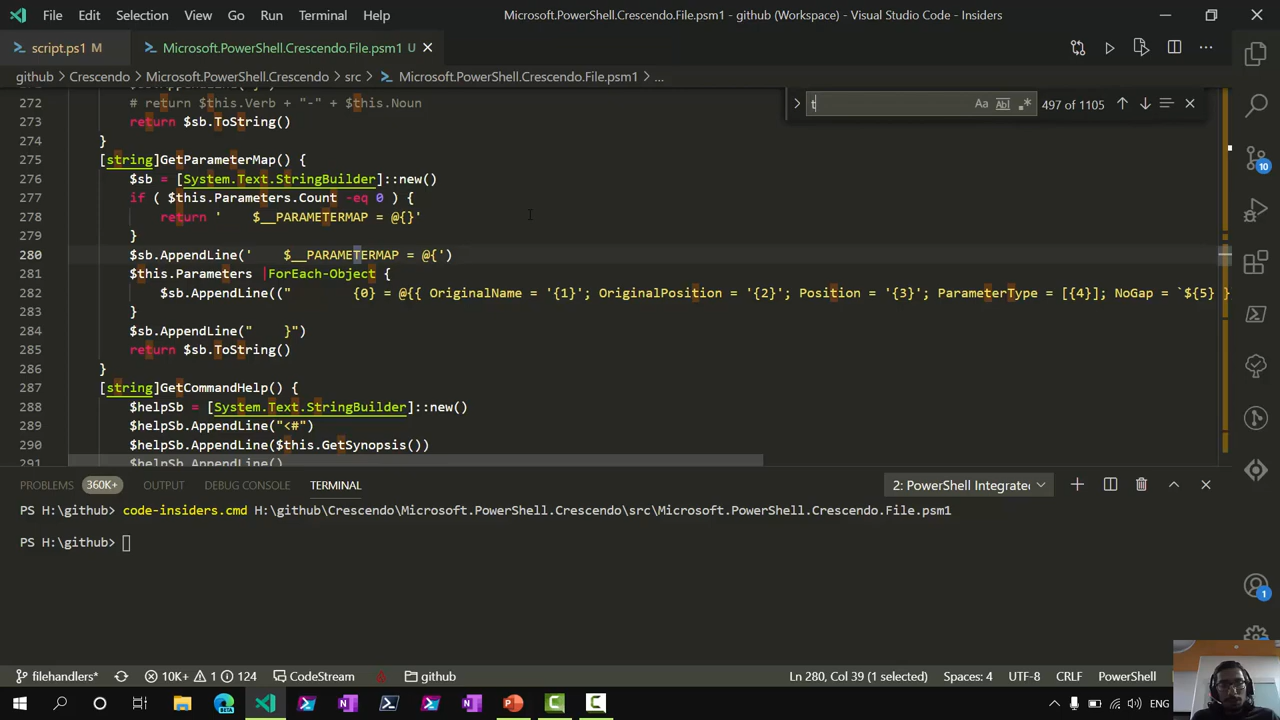 File Edit Selection View Go Run Terminal Help Microsoft.PowerShell.Crescendo.File.psm1 - github (Workspace) - Visual Studio Code - Insiders
script.ps1 M Microsoft.PowerShell.Crescendo.File.psm1 U
github > Crescendo > Microsoft.PowerShell.Crescendo > src > Microsoft.PowerShell.Crescendo.File.psm1 > ...
t Aa Abl .* 497 of 1105
272 # return $this.Verb + "-" + $this.Noun
273 return $sb.ToString()
274 }
275 [string]GetParameterMap() {
276 $sb = [System.Text.StringBuilder]::new()
277 if ( $this.Parameters.Count -eq 0 ) {
278 return '    $__PARAMETERMAP = @{}'
279 }
280 $sb.AppendLine('    $__PARAMETERMAP = @{')
281 $this.Parameters |ForEach-Object {
282 $sb.AppendLine(("        {0} = @{{ OriginalName = '{1}'; OriginalPosition = '{2}'; Position = '{3}'; ParameterType = [{4}]; NoGap = `${5} }
283 }
284 $sb.AppendLine("    }")
285 return $sb.ToString()
286 }
287 [string]GetCommandHelp() {
288 $helpSb = [System.Text.StringBuilder]::new()
289 $helpSb.AppendLine("<#")
290 $helpSb.AppendLine($this.GetSynopsis())
291 $helpSb.AppendLine()
PROBLEMS 360K+ OUTPUT DEBUG CONSOLE TERMINAL 2: PowerShell Integrated
PS H:\github> code-insiders.cmd H:\github\Crescendo\Microsoft.PowerShell.Crescendo\src\Microsoft.PowerShell.Crescendo.File.psm1
PS H:\github>
10
1
filehandlers* 10K+ 1 124 CodeStream github Ln 280, Col 39 (1 selected) Spaces: 4 UTF-8 CRLF PowerShell
ENG